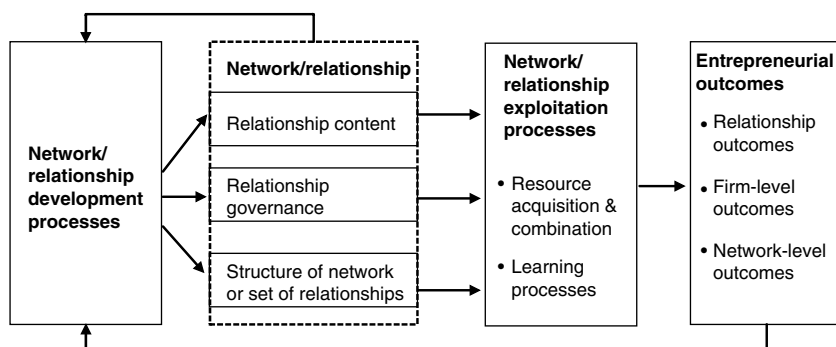 Network/
relationship
development
processes
Network/relationship
Relationship content
Relationship
governance
Structure of network
or set of relationships
Network/
relationship
exploitation
processes
• Resource
acquisition &
combination
• Learning
processes
Entrepreneurial
outcomes
• Relationship
outcomes
• Firm-level
outcomes
• Network-level
outcomes